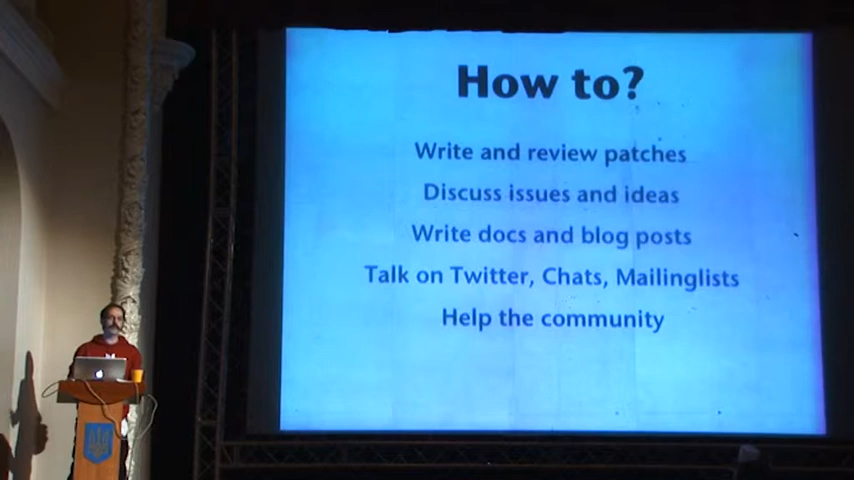 How to?
Write and review patches
Discuss issues and ideas
Write docs and blog posts
Talk on Twitter, Chats, Mailinglists
Help the community